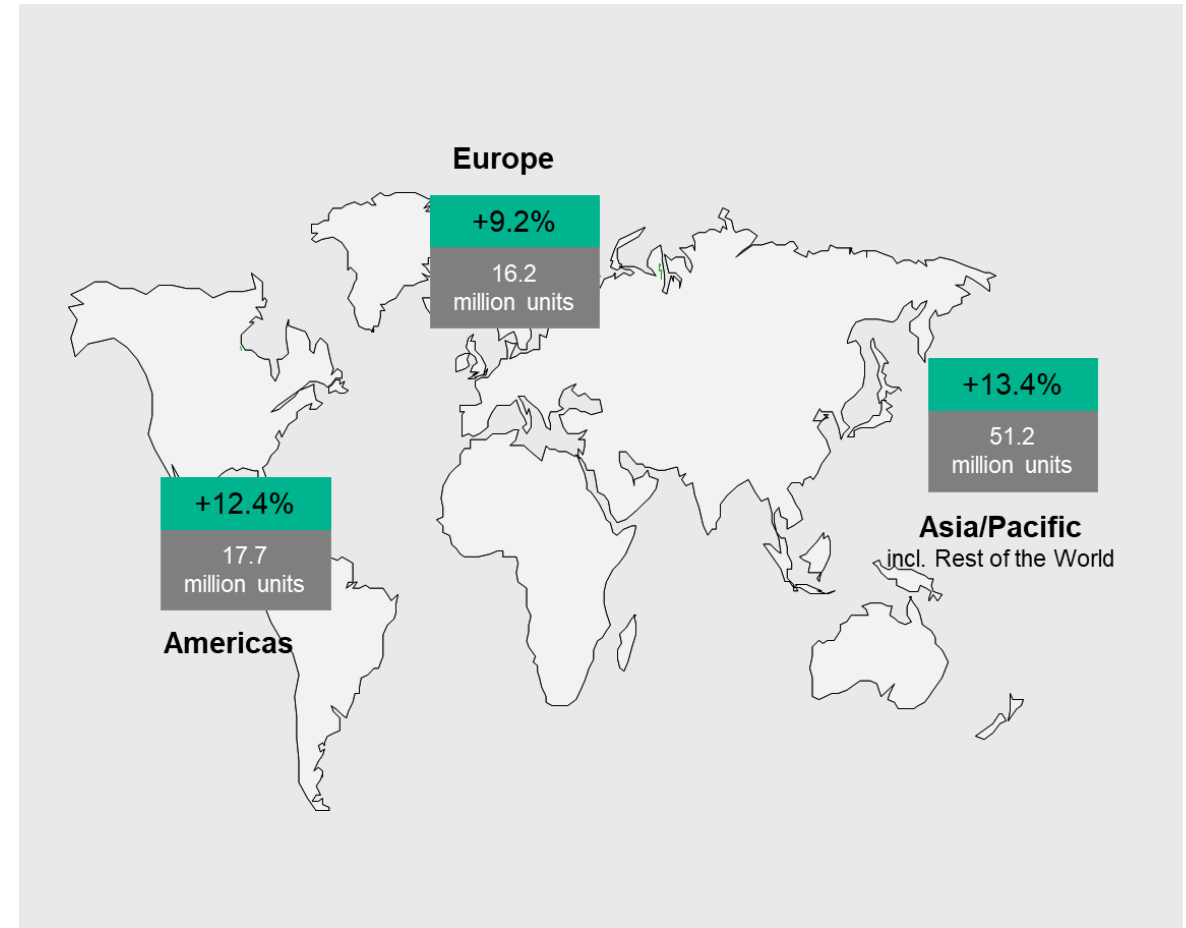 Europe
+9.2%
16.2
million units
+13.4%
51.2
million units
Asia/Pacific
incl. Rest of the World
+12.4%
17.7
million units
Americas